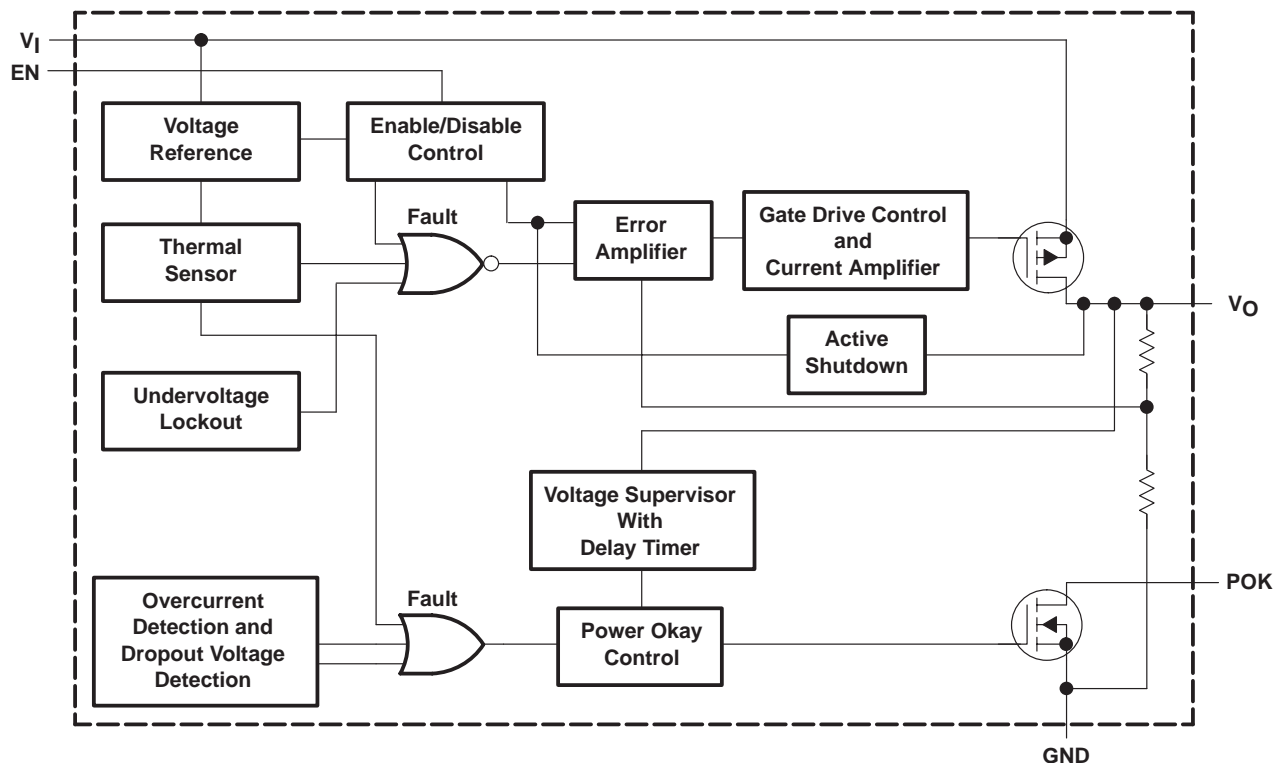 VI
EN
Voltage
Reference
Enable/Disable
Control
Fault
Thermal
Sensor
Error
Amplifier
Gate Drive Control
and
Current Amplifier
VO
Active
Shutdown
Undervoltage
Lockout
Voltage Supervisor
With
Delay Timer
POK
Overcurrent
Detection and
Dropout Voltage
Detection
Fault
Power Okay
Control
GND